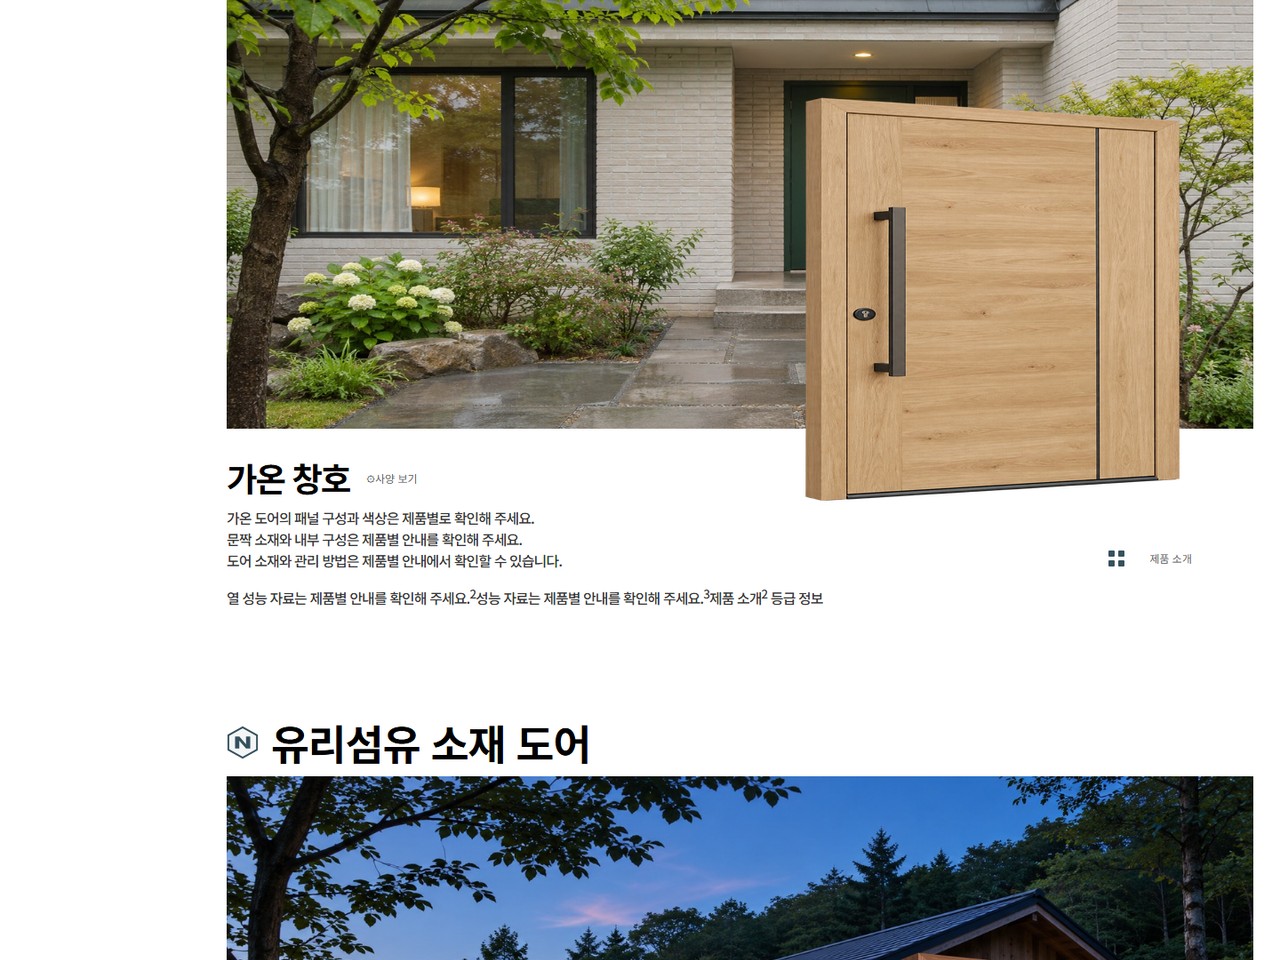 가온 창호 사양 보기
가온 도어의 패널 구성과 색상은 제품별로 확인해 주세요.
문짝 소재와 내부 구성은 제품별 안내를 확인해 주세요.
도어 소재와 관리 방법은 제품별 안내에서 확인할 수 있습니다.
제품 소개
열 성능 자료는 제품별 안내를 확인해 주세요.2성능 자료는 제품별 안내를 확인해 주세요.3제품 소개2 등급 정보
N 유리섬유 소재 도어